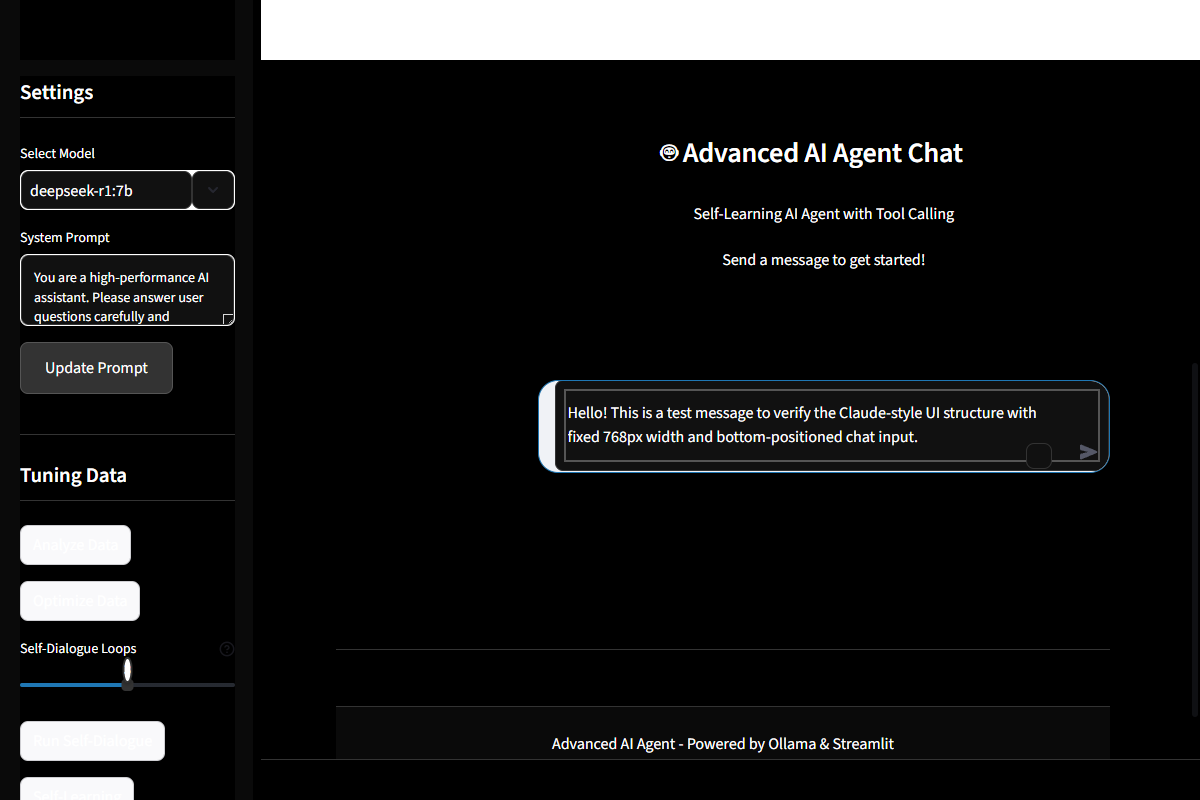 Settings
Select Model
deepseek-r1:7b
System Prompt
You are a high-performance AI
assistant. Please answer user
questions carefully and
Update Prompt
Tuning Data
Analyze Data
Optimize Data
Self-Dialogue Loops
?
Run Self-Dialogue
Self-Learning
Advanced AI Agent Chat
Self-Learning AI Agent with Tool Calling
Send a message to get started!
Hello! This is a test message to verify the Claude-style UI structure with
fixed 768px width and bottom-positioned chat input.
Advanced AI Agent - Powered by Ollama & Streamlit